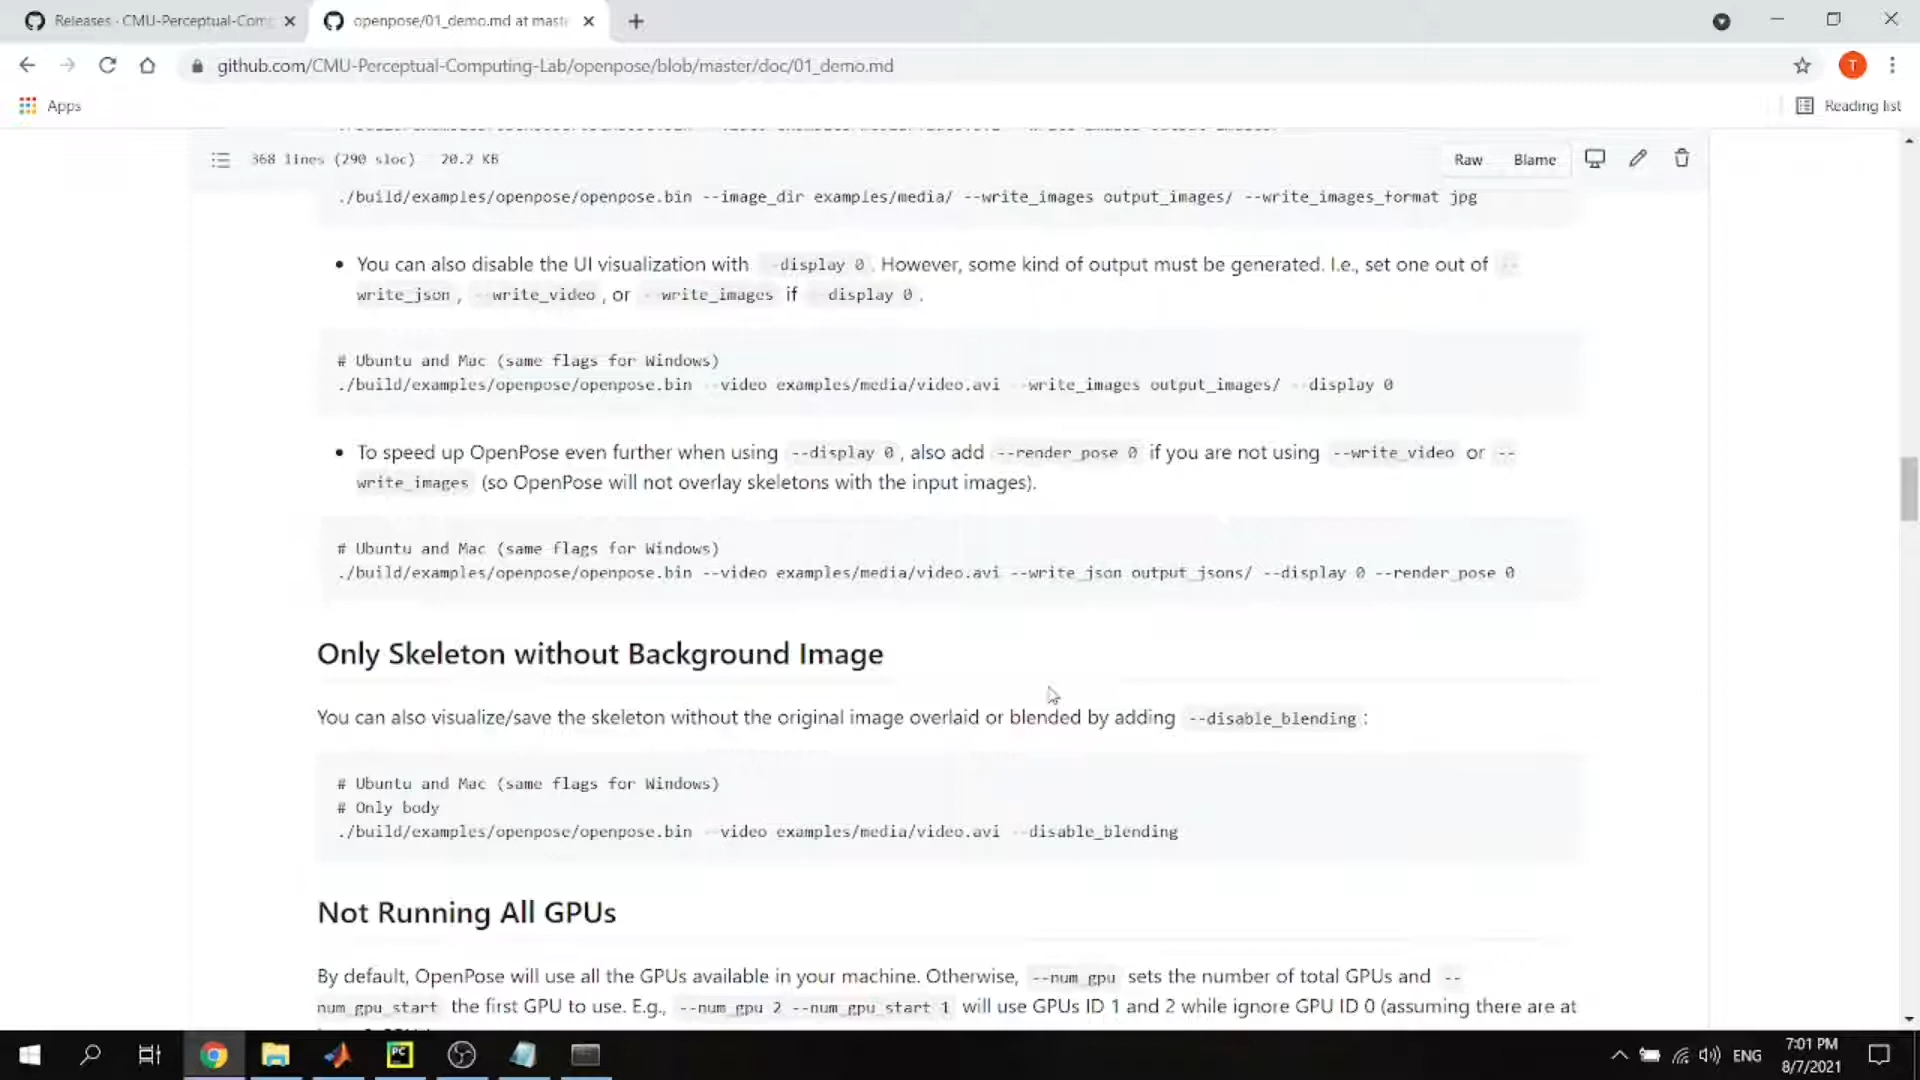 Releases · CMU-Perceptual-Com
openpose/01_demo.md at mast
github.com/CMU-Perceptual-Computing-Lab/openpose/blob/master/doc/01_demo.md
T
Apps
Reading list
368 lines (290 sloc) 20.2 KB
Raw Blame
./build/examples/openpose/openpose.bin --image_dir examples/media/ --write_images output_images/ --write_images_format jpg
• You can also disable the UI visualization with -display 0. However, some kind of output must be generated. I.e., set one out of --
write_json, --write_video, or --write_images if --display 0.
# Ubuntu and Mac (same flags for Windows)
./build/examples/openpose/openpose.bin --video examples/media/video.avi --write_images output_images/ --display 0
• To speed up OpenPose even further when using --display 0, also add --render_pose 0 if you are not using --write_video or --
write_images (so OpenPose will not overlay skeletons with the input images).
# Ubuntu and Mac (same flags for Windows)
./build/examples/openpose/openpose.bin --video examples/media/video.avi --write_json output_jsons/ --display 0 --render_pose 0
Only Skeleton without Background Image
You can also visualize/save the skeleton without the original image overlaid or blended by adding --disable_blending:
# Ubuntu and Mac (same flags for Windows)
# Only body
./build/examples/openpose/openpose.bin --video examples/media/video.avi --disable_blending
Not Running All GPUs
By default, OpenPose will use all the GPUs available in your machine. Otherwise, --num_gpu sets the number of total GPUs and --
num_gpu_start the first GPU to use. E.g., --num_gpu 2 --num_gpu_start 1 will use GPUs ID 1 and 2 while ignore GPU ID 0 (assuming there are at
PC
ENG
7:01 PM
8/7/2021